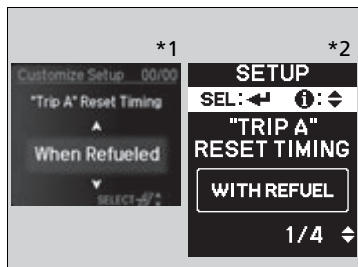 *1
Customize Setup 00/00
"Trip A" Reset Timing
When Refueled
SELECT
*2
SETUP
SEL:
"TRIP A"
RESET TIMING
WITH REFUEL
1/4